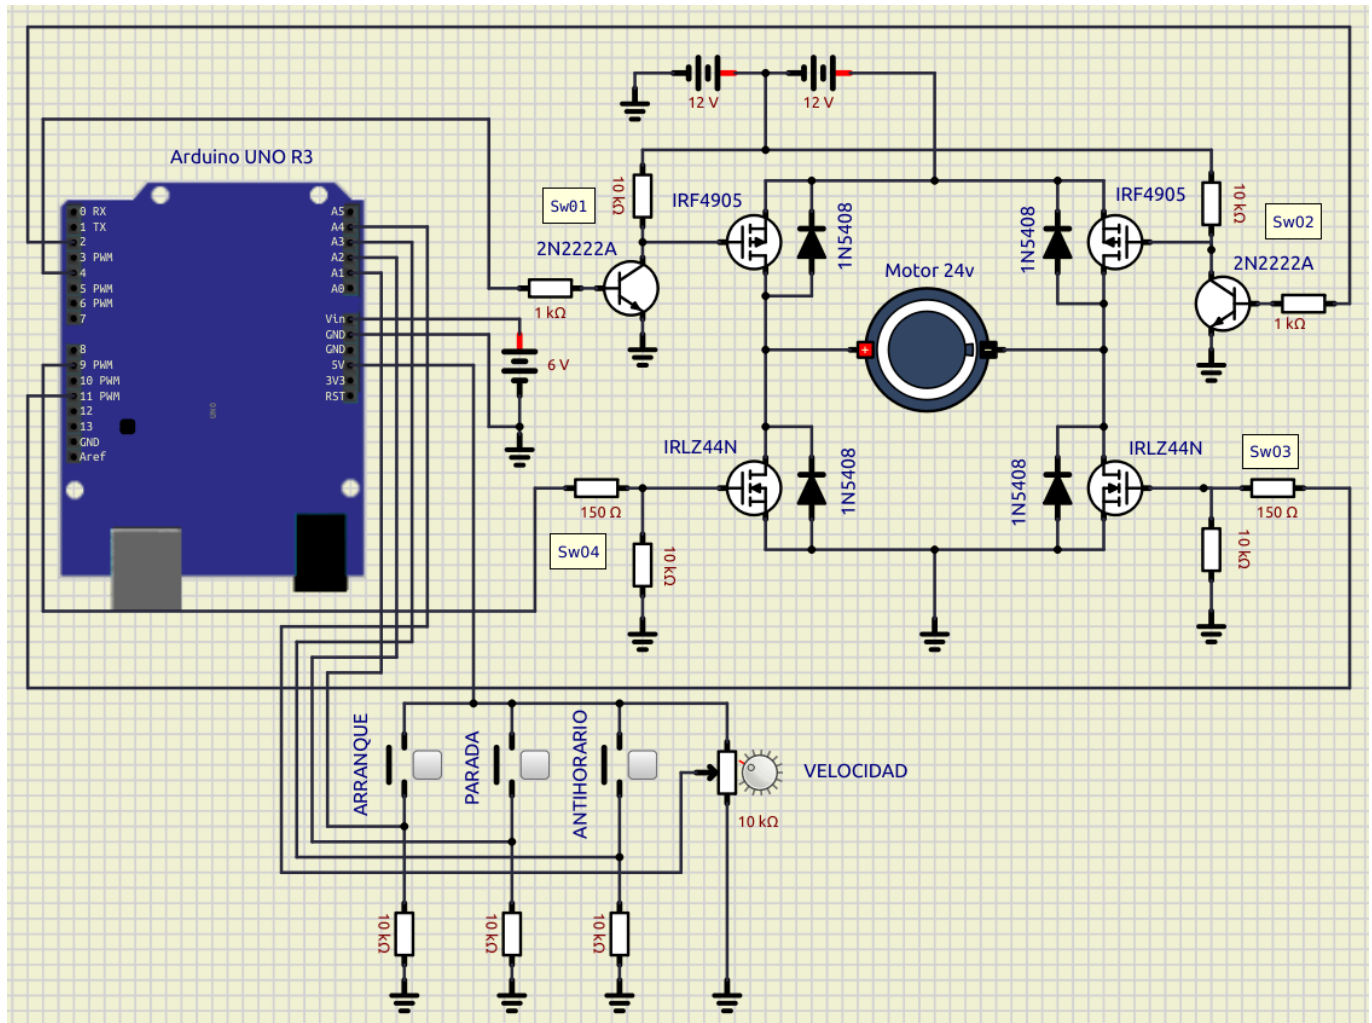 12 V
12 V
Arduino UNO R3
0 RX
1 TX
2
3 PWM
4
5 PWM
6 PWM
7
8
9 PWM
10 PWM
11 PWM
12
13
GND
Aref
A5
A4
A3
A2
A1
A0
Vin
GND
GND
5V
3V3
RST
UNO
6 V
Sw01
10 kΩ
IRF4905
2N2222A
1 kΩ
1N5408
Motor 24v
+
1N5408
IRF4905
10 kΩ
Sw02
2N2222A
1 kΩ
IRLZ44N
150 Ω
Sw04
10 kΩ
1N5408
1N5408
IRLZ44N
Sw03
150 Ω
10 kΩ
ARRANQUE
PARADA
ANTIHORARIO
VELOCIDAD
10 kΩ
10 kΩ
10 kΩ
10 kΩ